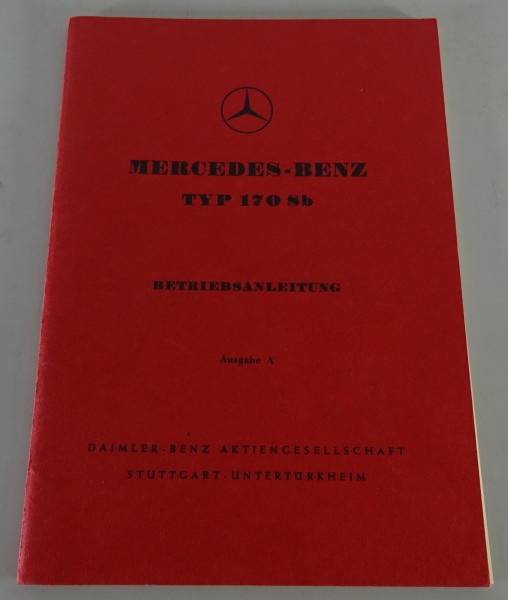 MERCEDES-BENZ
TYP 170 Sb
BETRIEBSANLEITUNG
Ausgabe A
DAIMLER-BENZ AKTIENGESELLSCHAFT
STUTTGART-UNTERTÜRKHEIM